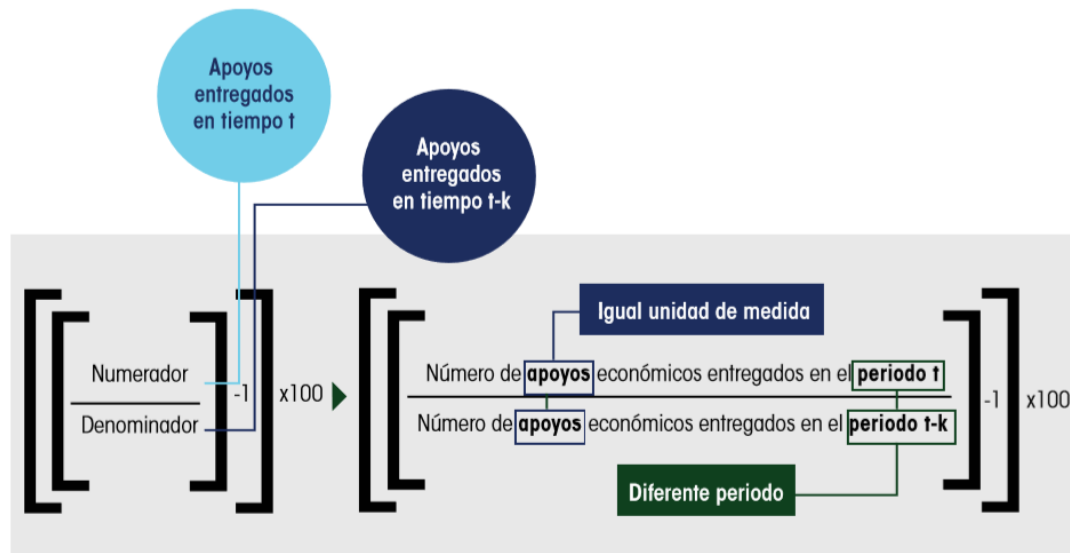 Apoyos
entregados
en tiempo t
Apoyos
entregados
en tiempo t-k
Numerador
Denominador
-1
x100
Igual unidad de medida
Número de apoyos económicos entregados en el periodo t
Número de apoyos económicos entregados en el periodo t-k
-1
x100
Diferente periodo